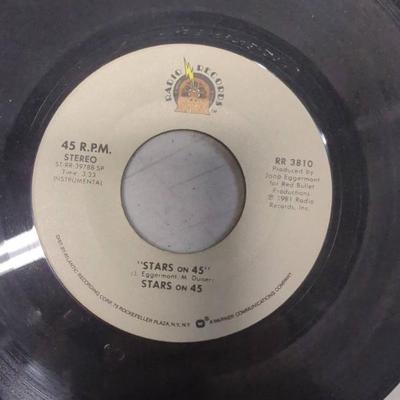 RADIO RECORDS
45 R.P.M.
STEREO
ST-RR-39788 SP
Time: 3:33
INSTRUMENTAL
RR 3810
Produced by
Jaap Eggermont
for Red Bullet
Productions
℗ 1981 Radio
Records, Inc.
"STARS ON 45"
(J. Eggermont/M. Duiser)
STARS ON 45
DIST. BY ATLANTIC RECORDING CORP. 75 ROCKEFELLER PLAZA, N.Y., N.Y. A WARNER COMMUNICATIONS COMPANY